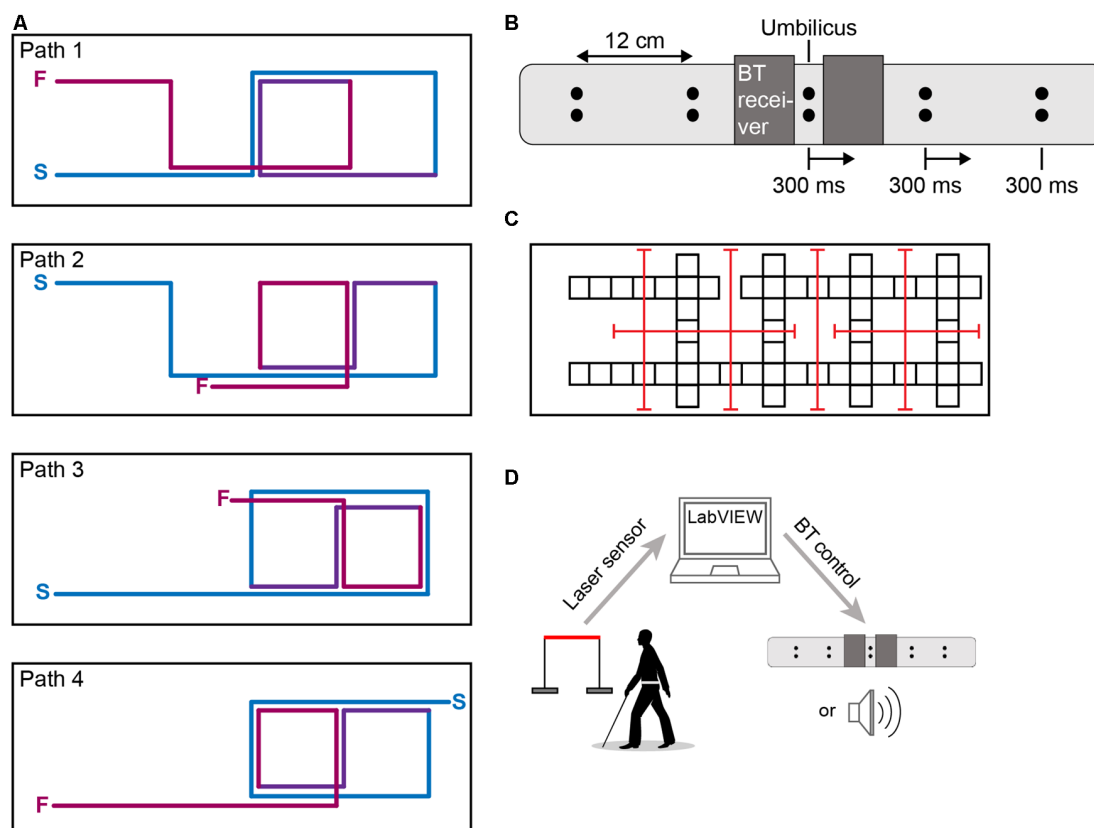 A
Path 1
F
S
Path 2
S
F
Path 3
F
S
Path 4
S
F
B
12 cm
Umbilicus
BT
recei-
ver
300 ms
300 ms
300 ms
C
D
LabVIEW
Laser sensor
BT control
or